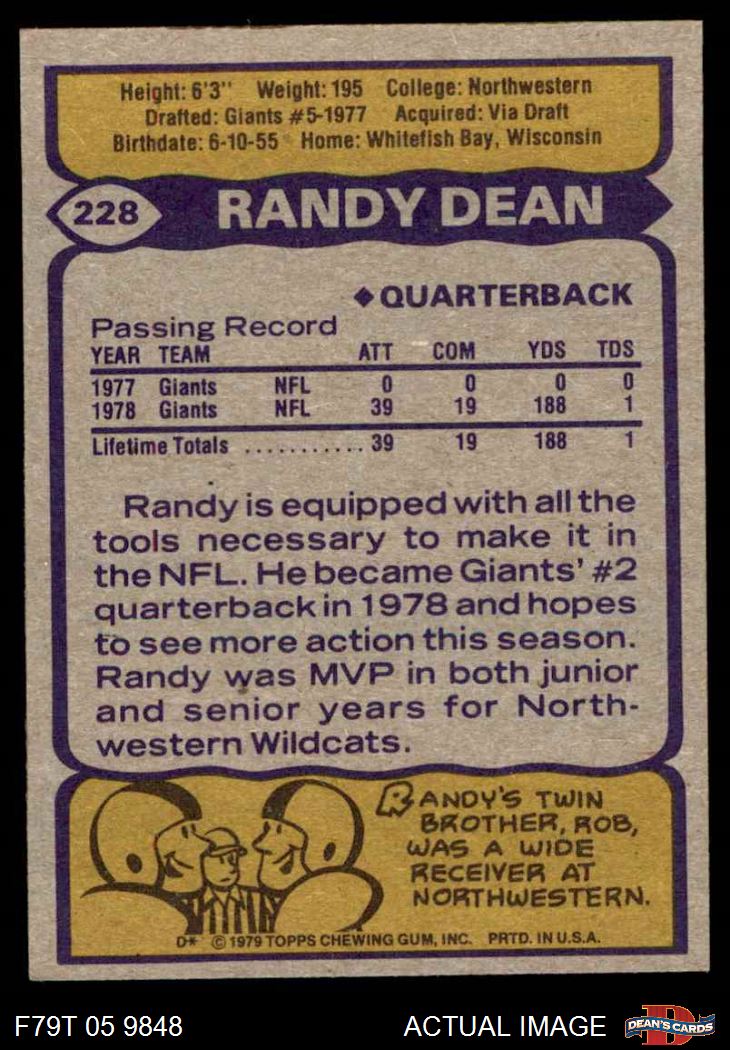 Height: 6'3" Weight: 195 College: Northwestern
Drafted: Giants #5-1977 Acquired: Via Draft
Birthdate: 6-10-55 Home: Whitefish Bay, Wisconsin
228 RANDY DEAN
◆QUARTERBACK
Passing Record
YEAR TEAM ATT COM YDS TDS
1977 Giants NFL 0 0 0 0
1978 Giants NFL 39 19 188 1
Lifetime Totals ............ 39 19 188 1
Randy is equipped with all the
tools necessary to make it in
the NFL. He became Giants' #2
quarterback in 1978 and hopes
to see more action this season.
Randy was MVP in both junior
and senior years for North-
western Wildcats.
RANDY'S TWIN
BROTHER, ROB,
WAS A WIDE
RECEIVER AT
NORTHWESTERN.
D* © 1979 TOPPS CHEWING GUM, INC. PRTD. IN U.S.A.
F79T 05 9848 ACTUAL IMAGE D DEAN'S CARDS